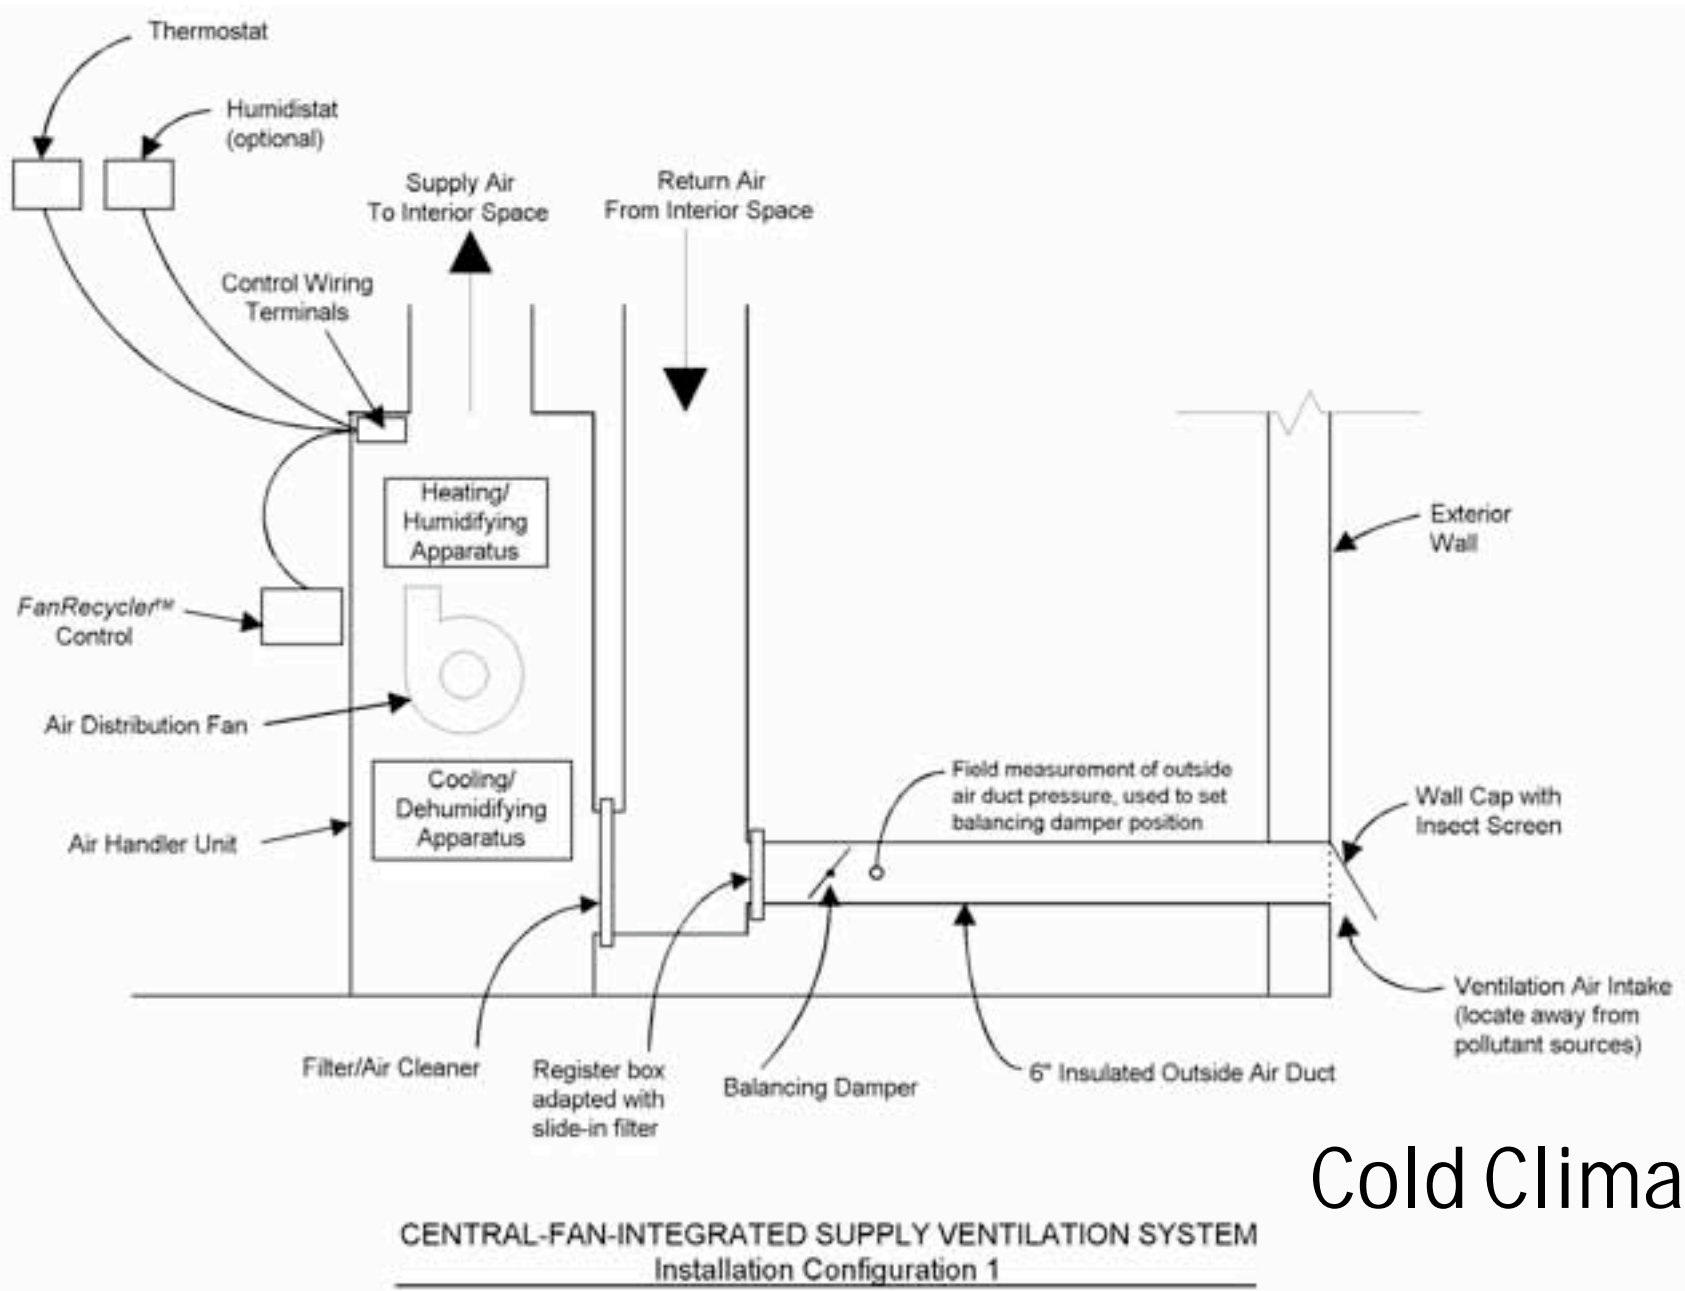 Thermostat
Humidistat
(optional)
Supply Air
To Interior Space
Return Air
From Interior Space
Control Wiring
Terminals
Heating/
Humidifying
Apparatus
Exterior
Wall
FanRecycler™
Control
Air Distribution Fan
Cooling/
Dehumidifying
Apparatus
Air Handler Unit
Field measurement of outside
air duct pressure, used to set
balancing damper position
Wall Cap with
Insect Screen
Ventilation Air Intake
(locate away from
pollutant sources)
Filter/Air Cleaner
Register box
adapted with
slide-in filter
Balancing Damper
6" Insulated Outside Air Duct
Cold Clima
CENTRAL-FAN-INTEGRATED SUPPLY VENTILATION SYSTEM
Installation Configuration 1